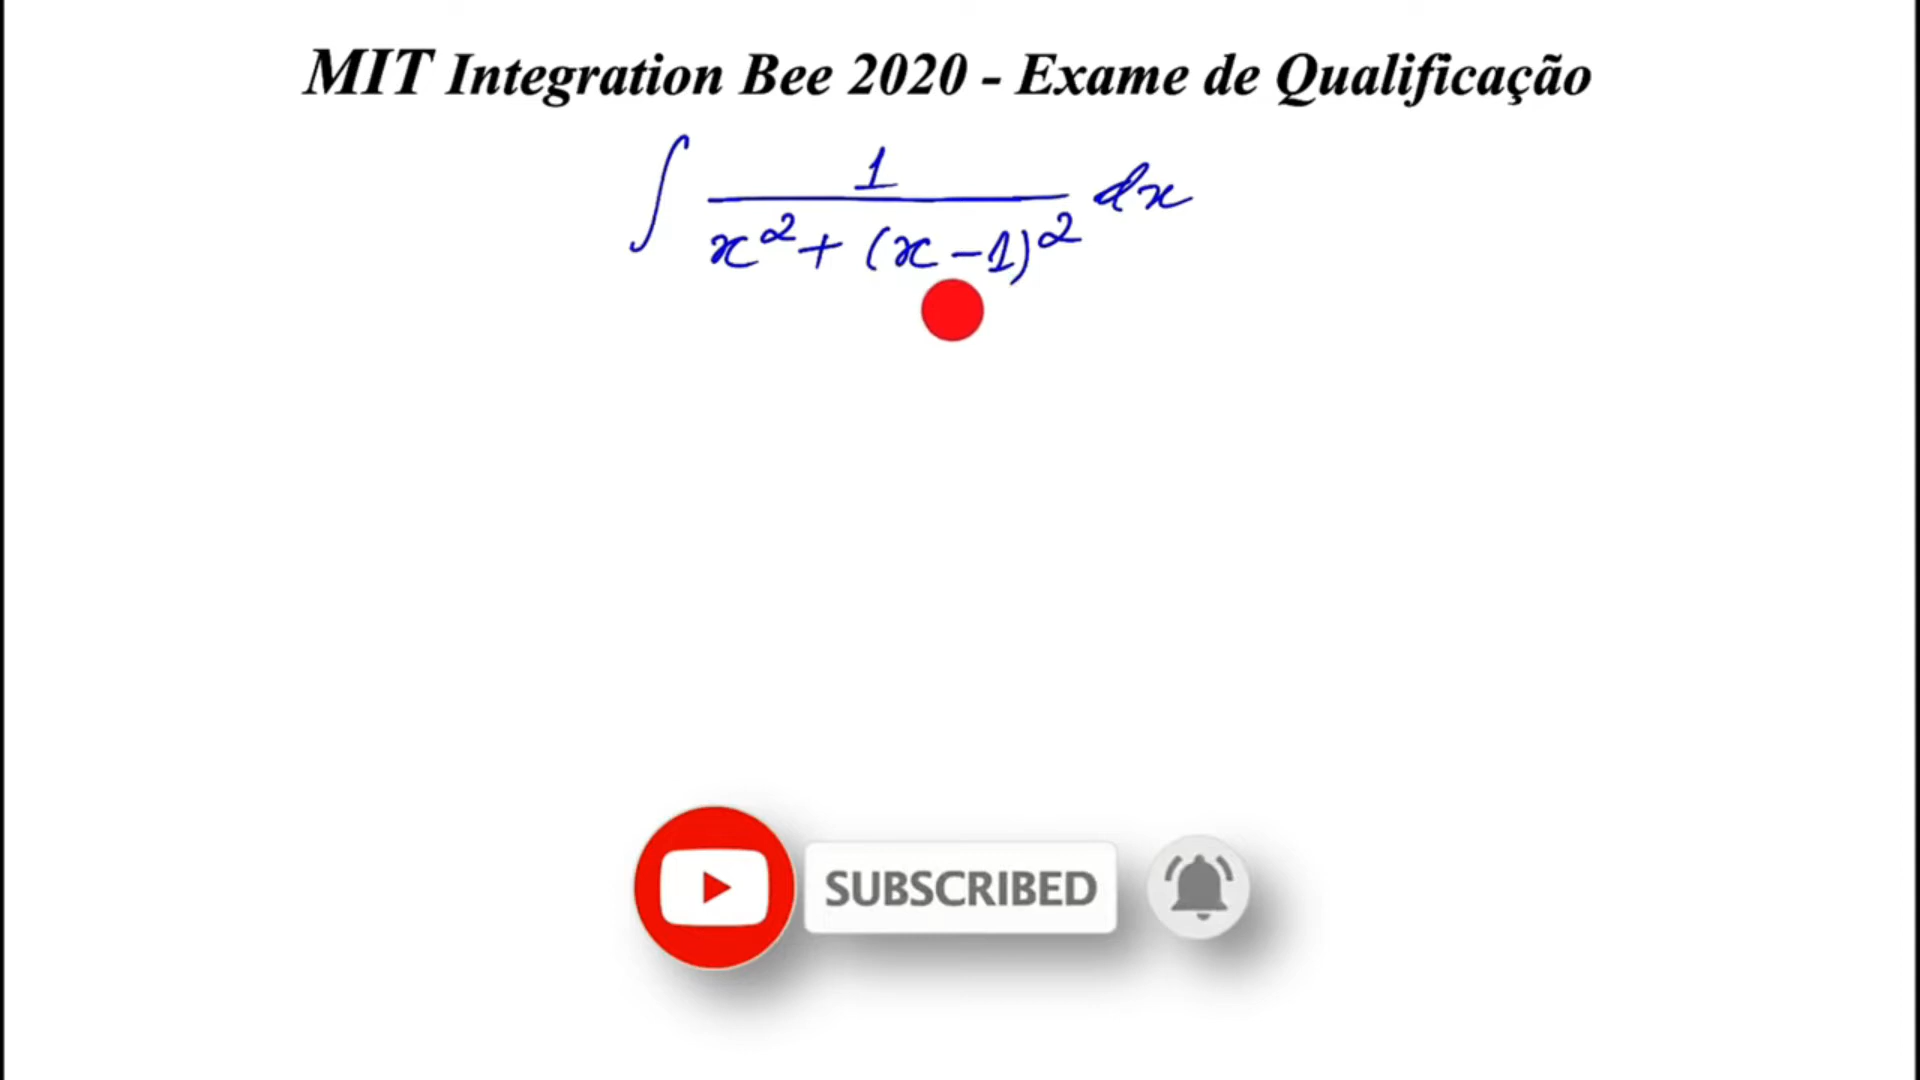 MIT Integration Bee 2020 - Exame de Qualificação
∫ 1 / (x² + (x - 1)²) dx
SUBSCRIBED